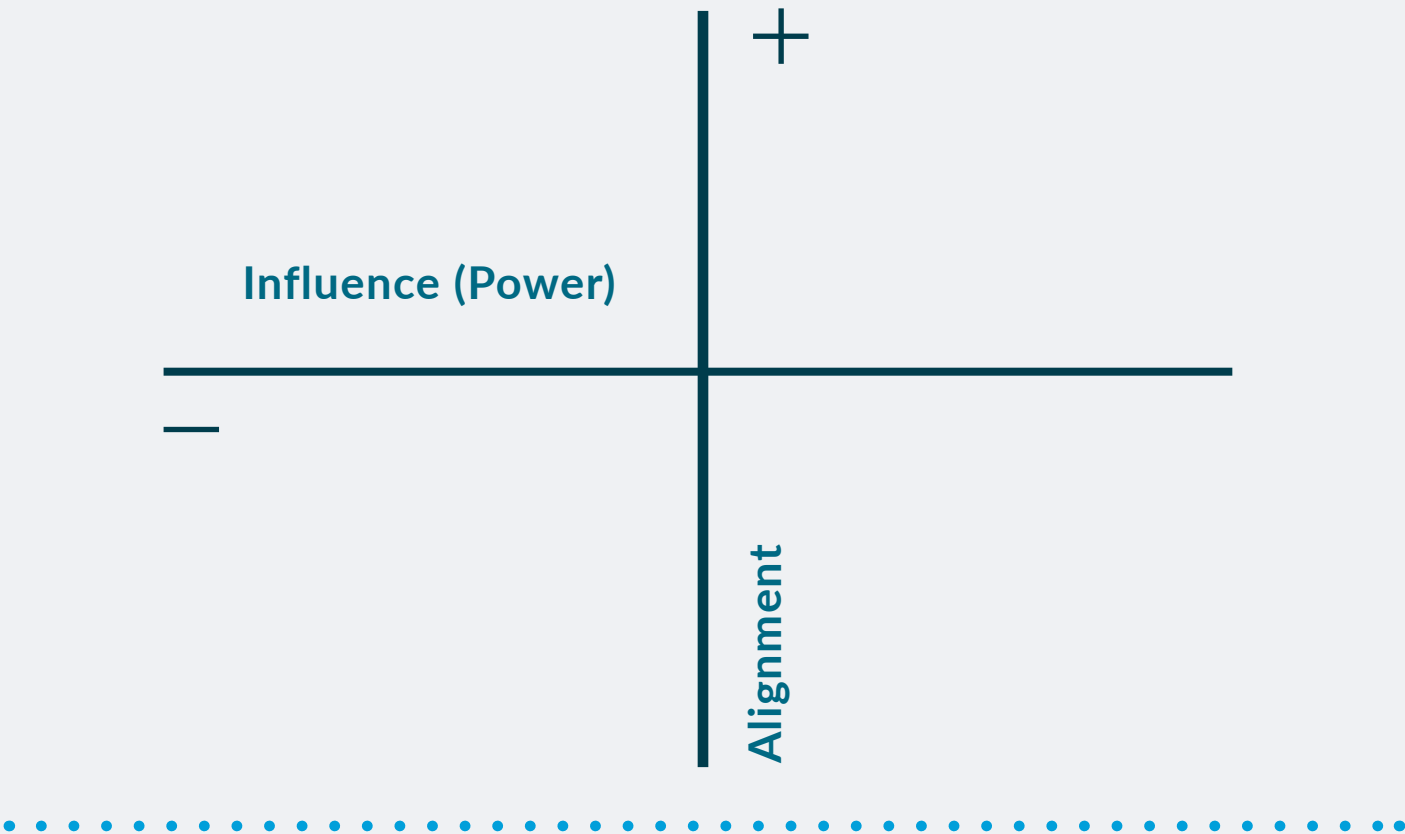 +
Influence (Power)
—
Alignment